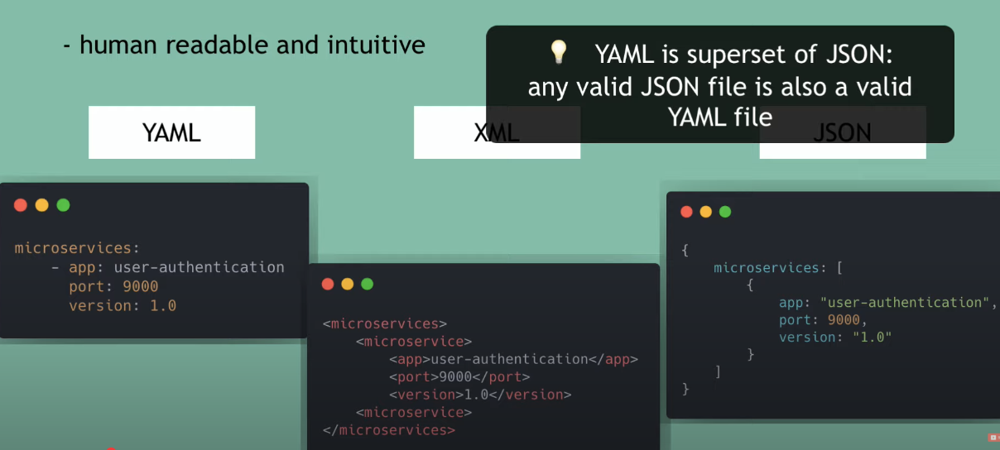 - human readable and intuitive
YAML is superset of JSON:
any valid JSON file is also a valid
YAML file
YAML
XML
JSON
microservices:
    - app: user-authentication
      port: 9000
      version: 1.0
<microservices>
    <microservice>
        <app>user-authentication</app>
        <port>9000</port>
        <version>1.0</version>
    <microservice>
</microservices>
{
    microservices: [
        {
            app: "user-authentication",
            port: 9000,
            version: "1.0"
        }
    ]
}